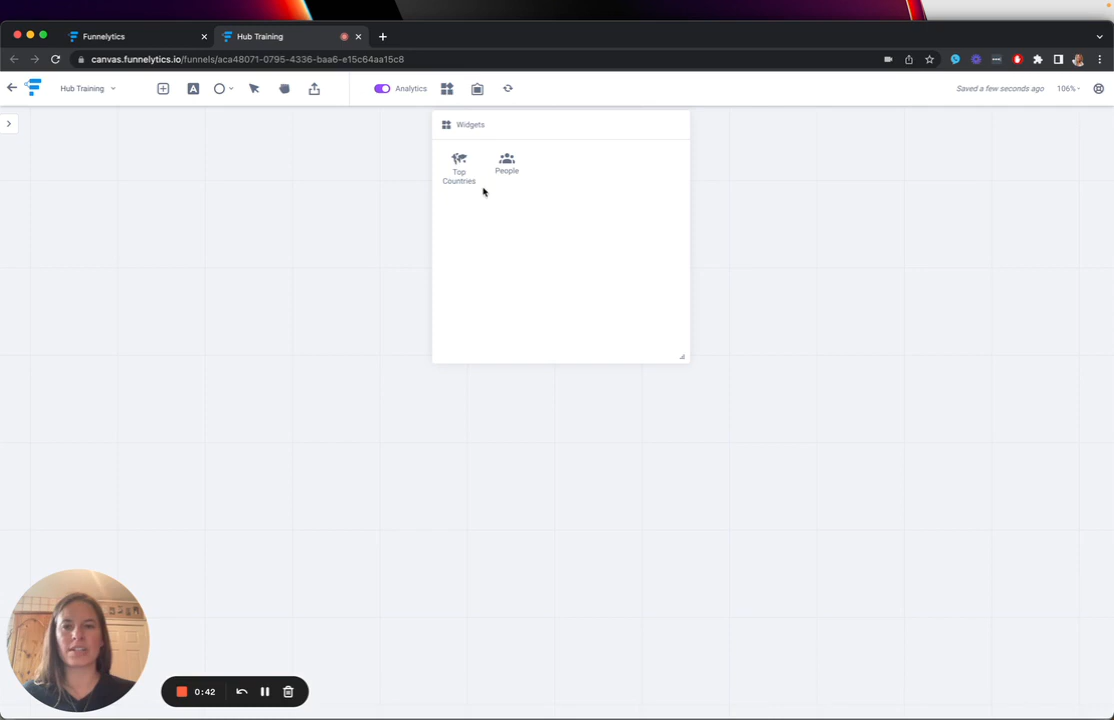 Funnelytics
Hub Training
canvas.funnelytics.io/funnels/aca48071-0795-4336-baa6-e15c64aa15c8
Hub Training
A
Analytics
Saved a few seconds ago
106%
Widgets
Top
Countries
People
0:42